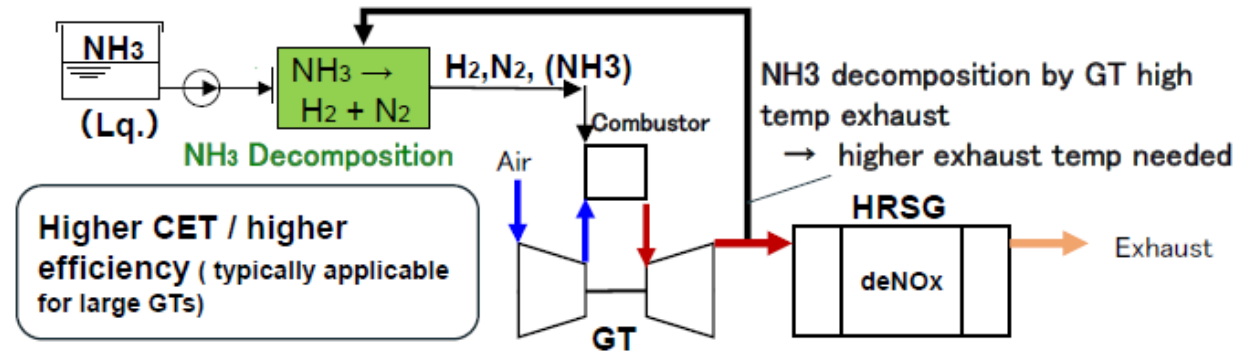 NH3
(Lq.)
NH3 →
H2 + N2
NH3 Decomposition
H2,N2, (NH3)
Combustor
Air
GT
NH3 decomposition by GT high
temp exhaust
→ higher exhaust temp needed
HRSG
deNOx
Exhaust
Higher CET / higher
efficiency ( typically applicable
for large GTs)